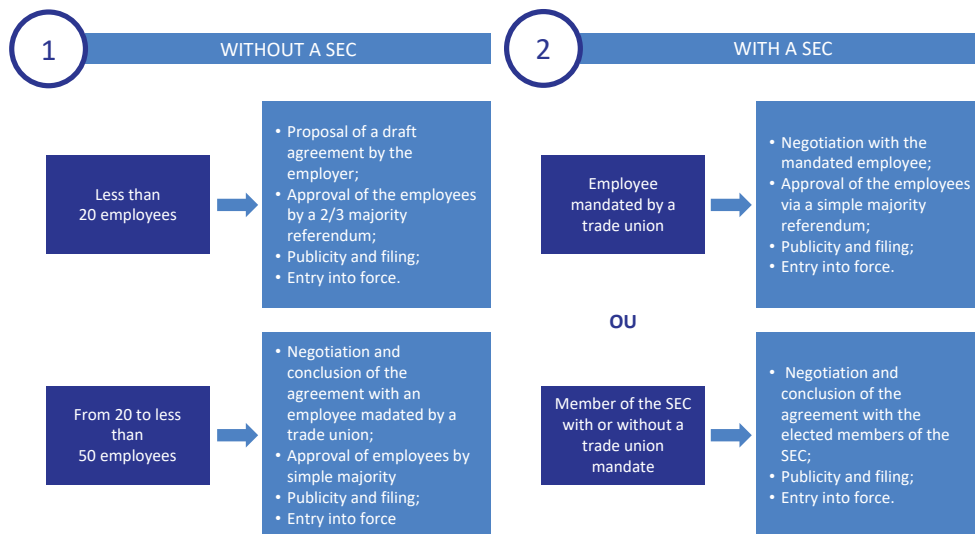 1
WITHOUT A SEC
Less than
20 employees
• Proposal of a draft
agreement by the
employer;
• Approval of the employees
by a 2/3 majority
referendum;
• Publicity and filing;
• Entry into force.
From 20 to less
than
50 employees
• Negotiation and
conclusion of the
agreement with an
employee madated by a
trade union;
• Approval of employees by
simple majority
• Publicity and filing;
• Entry into force
2
WITH A SEC
Employee
mandated by a
trade union
• Negotiation with the
mandated employee;
• Approval of the employees
via a simple majority
referendum;
• Publicity and filing;
• Entry into force.
OU
Member of the SEC
with or without a
trade union
mandate
• Negotiation and
conclusion of the
agreement with the
elected members of the
SEC;
• Publicity and filing;
• Entry into force.